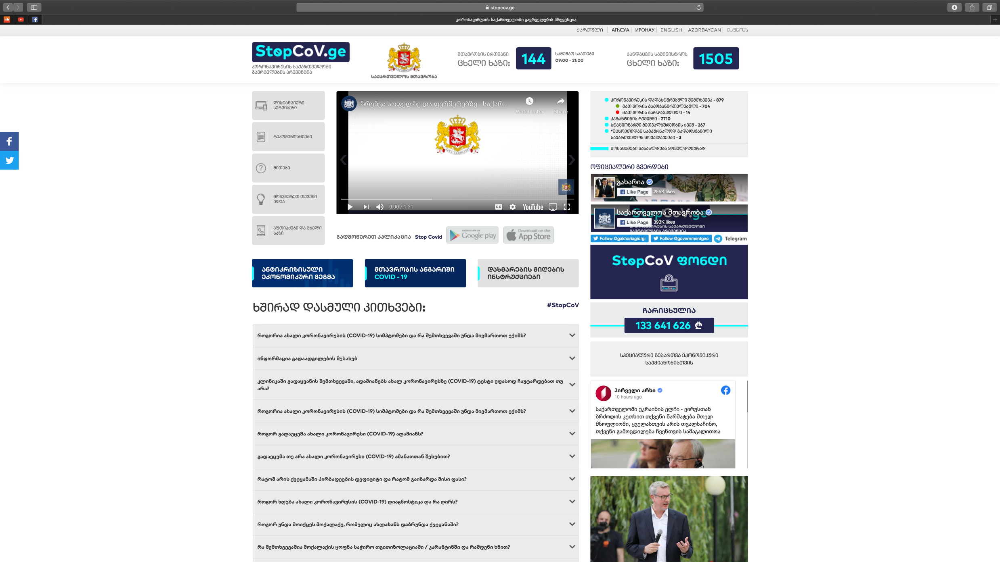 stopcov.ge
კორონავირუსის საქართველოში გავრცელების პრევენცია
ქართული | АҦСУА | ИРОНАУ | ENGLISH | AZƏRBAYCAN | ՀԱՅԵՐԵՆ
StopCoV.ge
კორონავირუსის საქართველოში
გავრცელების პრევენცია
საქართველოს მთავრობა
მთავრობის ერთიანი
ცხელი ხაზი:
144
სამუშაო საათები
09:00 - 21:00
ჯანდაცვის სამინისტროს
ცხელი ხაზი:
1505
დისტანციური
სერვისები
რეკომენდაციები
მითები
მოგვწერეთ თქვენი
იდეა
აფთიაქები და ცხელი
ხაზი
ზრუნვა სოფელზე და ფერმერებზე - საქარ...
Watch later
Share
0:00 / 1:31
CC
YouTube
გადმოწერეთ აპლიკაცია Stop Covid
ANDROID APP ON
Google play
Download on the
App Store
კორონავირუსის დადასტურებული შემთხვევა - 879
მათ შორის გამოჯანმრთელებული - 704
მათ შორის გარდაცვლილი - 14
კარანტინის რეჟიმში - 2710
სტაციონარში მეთვალყურეობის ქვეშ - 267
*უცხოეთიდან სამკურნალოდ გადმოყვანილი
საქართველოს მოქალაქეები - 3
მონაცემები განახლდება ყოველდღიურად
ოფიციალური გვერდები
გახარია
Like Page 255K likes
საქართველოს მთავრობა
Like Page 393K likes
Follow @gakhariagiorgi Follow @governmentgeo Telegram
StopCoV ფონდი
StopCoV.ge
ჩარიცხულია
133 641 626 ₾
სპეციალური ნებართვა ეკონომიკური
საქმიანობისთვის
პირველი არხი
10 hours ago
საქართველოში უკრაინის ელჩი - ვირუსთან
ბრძოლის კუთხით თქვენი წარმატება მთელ
მსოფლიოში, ყველასთვის არის თვალსაჩინო,
თქვენი გამოცდილება ჩვენთვის სამაგალითოა
ანტიკრიზისული
ეკონომიკური გეგმა
მთავრობის ანგარიში
COVID - 19
დახმარების მიღების
ინსტრუქციები
ხშირად დასმული კითხვები:
#StopCoV
როგორია ახალი კორონავირუსის (COVID-19) სიმპტომები და რა შემთხვევაში უნდა მივმართოთ ექიმს?
ინფორმაცია გადაადგილების შესახებ
კლინიკაში გადაყვანის შემთხვევაში, ადამიანებს ახალ კორონავირუსზე (COVID-19) ტესტი უფასოდ ჩაუტარდებათ თუ
არა?
როგორია ახალი კორონავირუსის (COVID-19) სიმპტომები და რა შემთხვევაში უნდა მივმართოთ ექიმს?
როგორ გადაეცემა ახალი კორონავირუსი (COVID-19) ადამიანს?
გადაეცემა თუ არა ახალი კორონავირუსი (COVID-19) ამანათთან შეხებით?
რატომ არის ქვეყანაში პირბადეების დეფიციტი და რატომ გაიზარდა მისი ფასი?
როგორ ხდება ახალი კორონავირუსის (COVID-19) დიაგნოსტიკა და რა ღირს?
როგორ უნდა მოიქცეს მოქალაქე, რომელიც ახლახანს დაბრუნდა ქვეყანაში?
რა შემთხვევაშია მოქალაქის ყოფნა საჭირო თვითიზოლაციაში / კარანტინში და რამდენი ხნით?